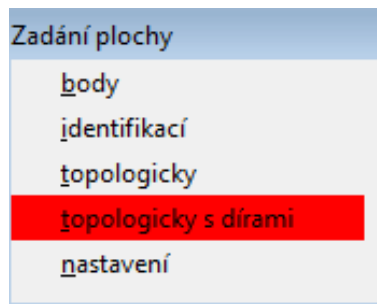 Zadání plochy
body
identifikací
topologicky
topologicky s dírami
nastavení